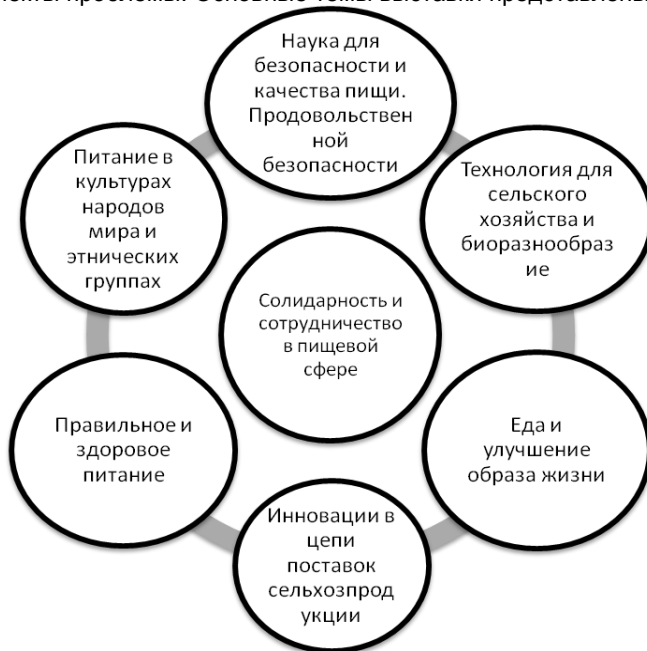 Основные темы выставки представлены
Наука для
безопасности и
качества пищи.
Продовольствен
ной
безопасности
Технология для
сельского
хозяйства и
биоразнообраз
ие
Еда и
улучшение
образа жизни
Инновации в
цепи
поставок
сельхозпрод
укции
Правильное и
здоровое
питание
Питание в
культурах
народов
мира и
этнических
группах
Солидарность и
сотрудничество
в пищевой
сфере